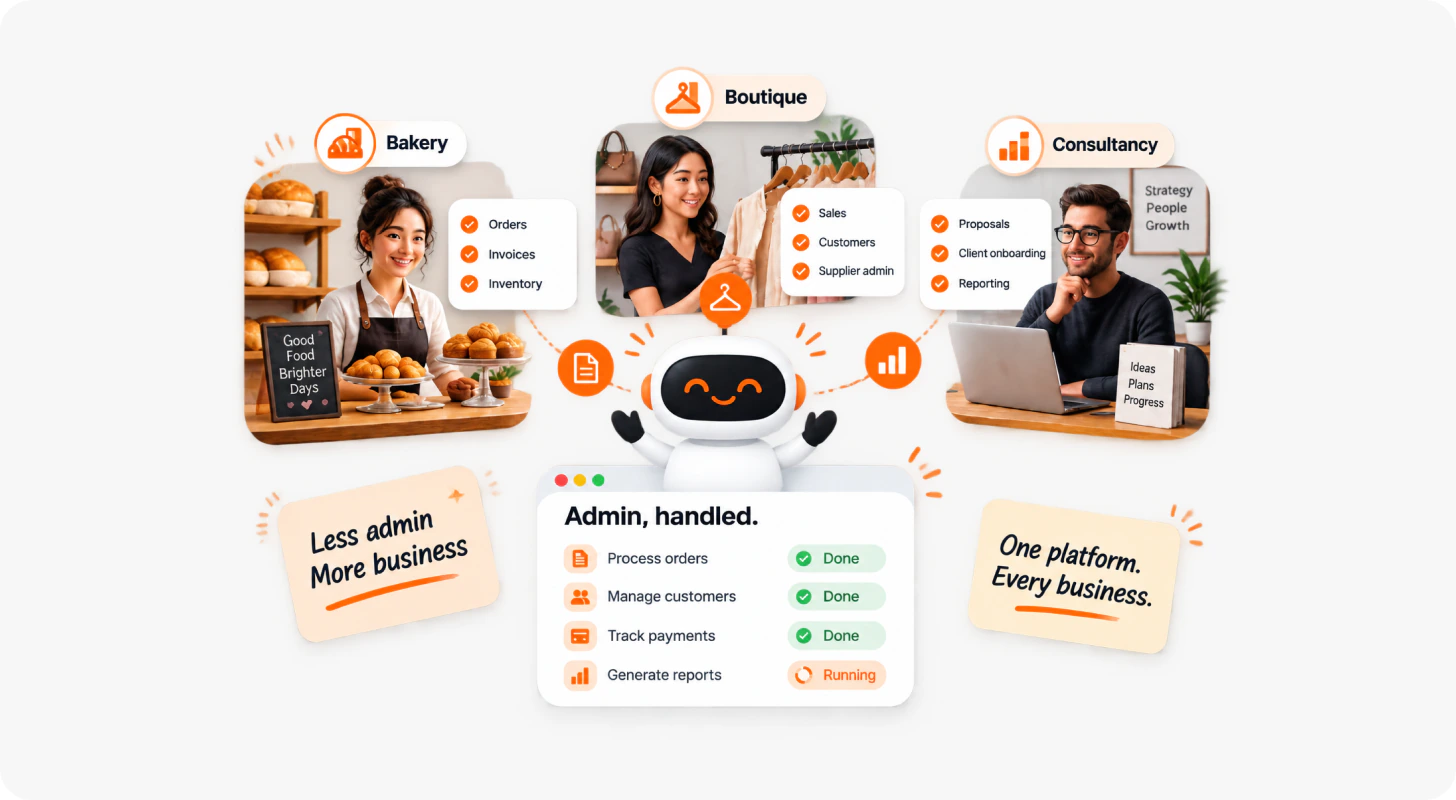 Boutique
Bakery
Consultancy
Orders
Invoices
Inventory
Good
Food
Brighter
Days
Sales
Customers
Supplier admin
Proposals
Client onboarding
Reporting
Strategy
People
Growth
Ideas
Plans
Progress
Less admin
More business
Admin, handled.
Process orders Done
Manage customers Done
Track payments Done
Generate reports Running
One platform.
Every business.